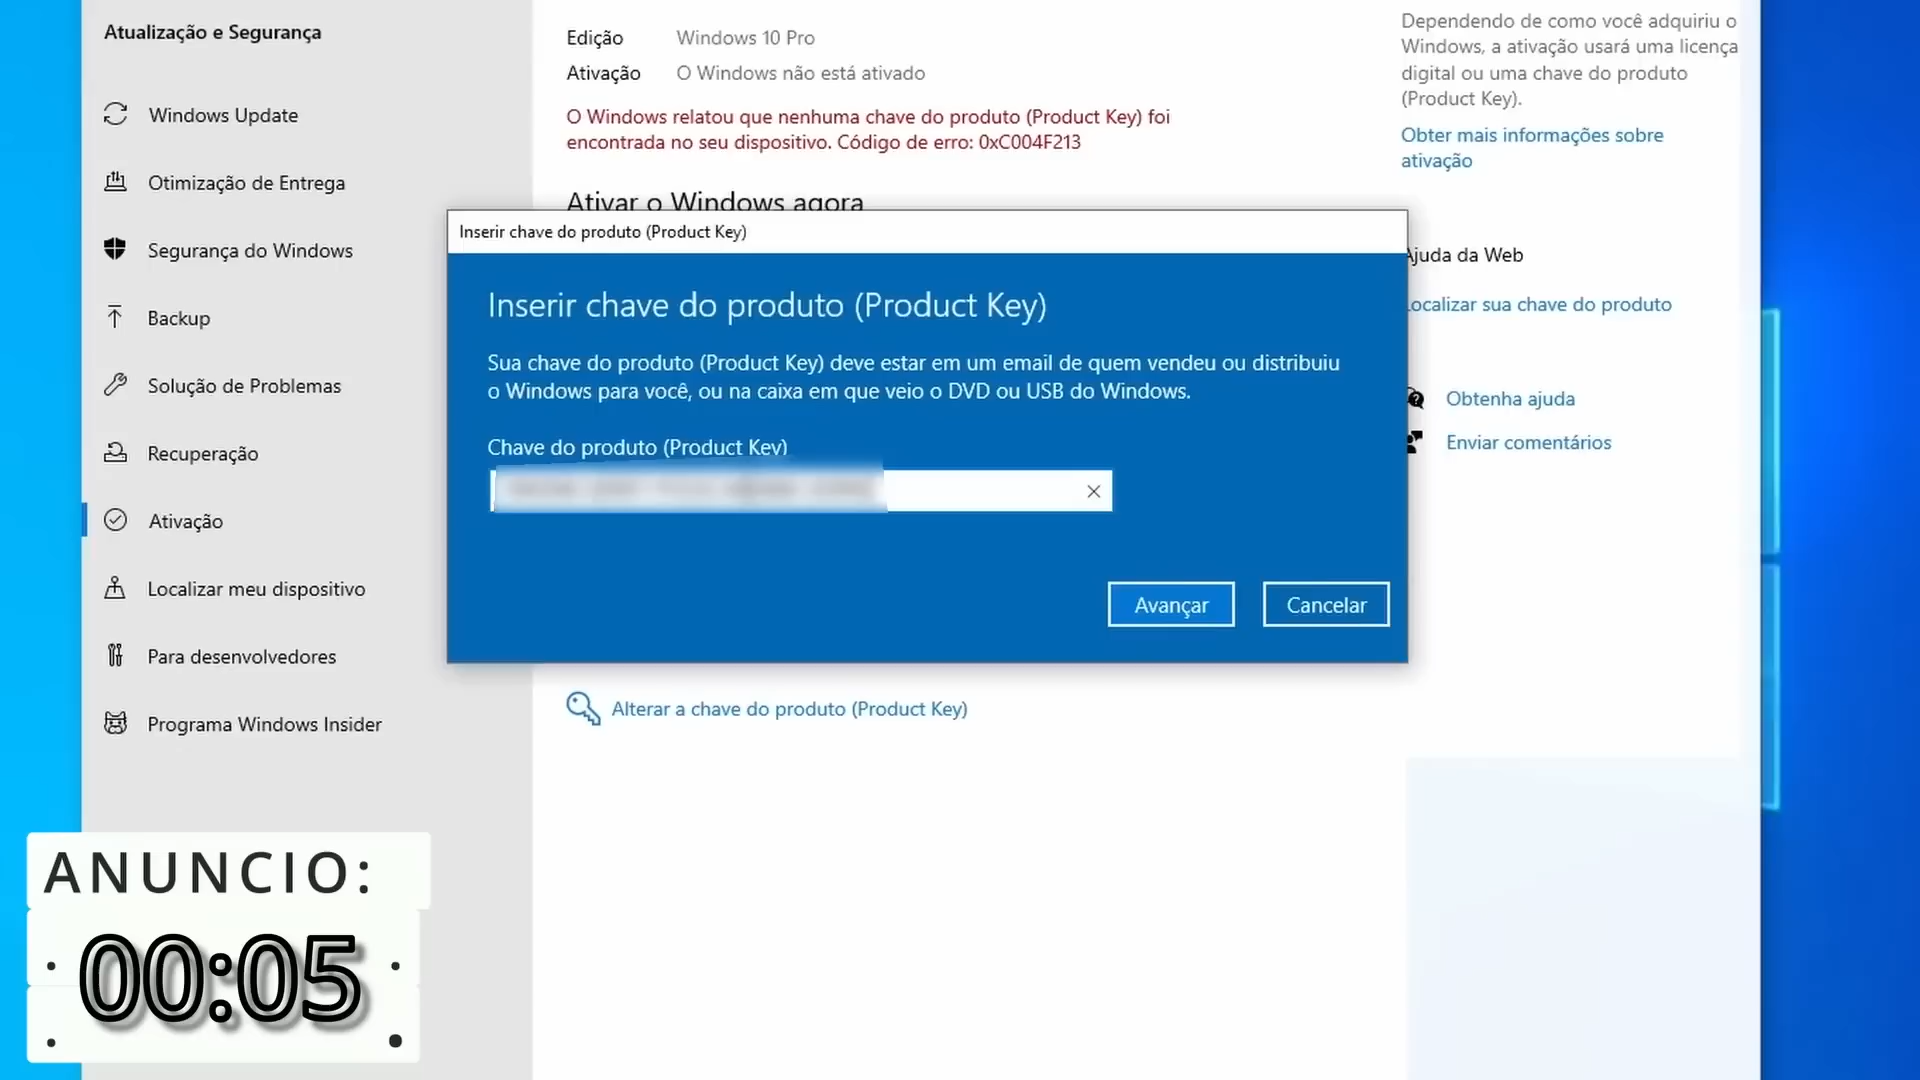 Atualização e Segurança
Windows Update
Otimização de Entrega
Segurança do Windows
Backup
Solução de Problemas
Recuperação
Ativação
Localizar meu dispositivo
Para desenvolvedores
Programa Windows Insider
Edição Windows 10 Pro
Ativação O Windows não está ativado
O Windows relatou que nenhuma chave do produto (Product Key) foi
encontrada no seu dispositivo. Código de erro: 0xC004F213
Ativar o Windows agora
Inserir chave do produto (Product Key)
Inserir chave do produto (Product Key)
Sua chave do produto (Product Key) deve estar em um email de quem vendeu ou distribuiu
o Windows para você, ou na caixa em que veio o DVD ou USB do Windows.
Chave do produto (Product Key)
Avançar Cancelar
Alterar a chave do produto (Product Key)
Dependendo de como você adquiriu o
Windows, a ativação usará uma licença
digital ou uma chave do produto
(Product Key).
Obter mais informações sobre
ativação
Ajuda da Web
Localizar sua chave do produto
Obtenha ajuda
Enviar comentários
ANUNCIO:
00:05